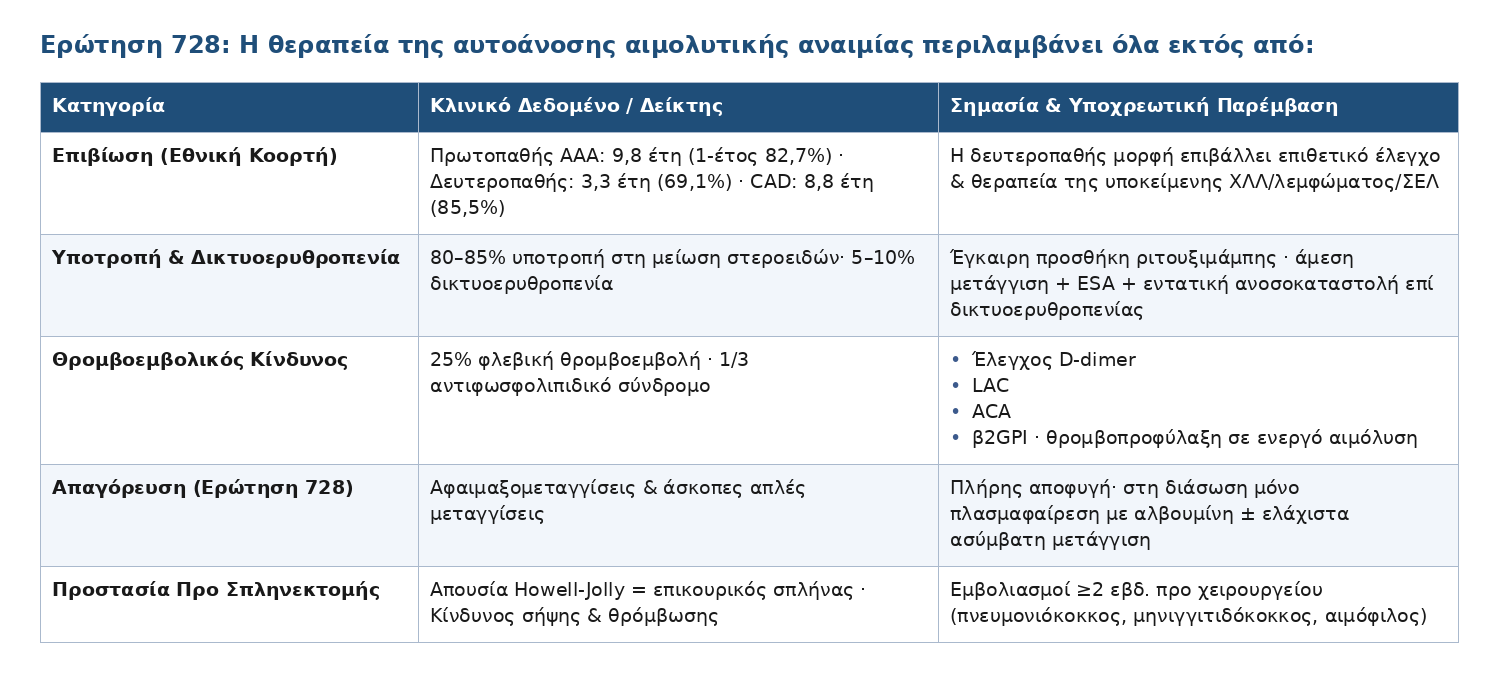 Ερώτηση 728: Η θεραπεία της αυτοάνοσης αιμολυτικής αναιμίας περιλαμβάνει όλα εκτός από:
Κατηγορία
Κλινικό Δεδομένο / Δείκτης
Σημασία & Υποχρεωτική Παρέμβαση
Επιβίωση (Εθνική Κοορτή)
Πρωτοπαθής ΑΑΑ: 9,8 έτη (1-έτος 82,7%) ·
Δευτεροπαθής: 3,3 έτη (69,1%) · CAD: 8,8 έτη
(85,5%)
Η δευτεροπαθής μορφή επιβάλλει επιθετικό έλεγχο
& θεραπεία της υποκείμενης ΧΛΛ/λεμφώματος/ΣΕΛ
Υποτροπή & Δικτυοερυθροπενία
80–85% υποτροπή στη μείωση στεροειδών· 5–10%
δικτυοερυθροπενία
Έγκαιρη προσθήκη ριτουξιμάμπης · άμεση
μετάγγιση + ESA + εντατική ανοσοκαταστολή επί
δικτυοερυθροπενίας
Θρομβοεμβολικός Κίνδυνος
25% φλεβική θρομβοεμβολή · 1/3
αντιφωσφολιπιδικό σύνδρομο
• Έλεγχος D-dimer
• LAC
• ACA
• β2GPI · θρομβοπροφύλαξη σε ενεργό αιμόλυση
Απαγόρευση (Ερώτηση 728)
Αφαιμαξομεταγγίσεις & άσκοπες απλές
μεταγγίσεις
Πλήρης αποφυγή· στη διάσωση μόνο
πλασμαφαίρεση με αλβουμίνη ± ελάχιστα
ασύμβατη μετάγγιση
Προστασία Προ Σπληνεκτομής
Απουσία Howell-Jolly = επικουρικός σπλήνας ·
Κίνδυνος σήψης & θρόμβωσης
Εμβολιασμοί ≥2 εβδ. προ χειρουργείου
(πνευμονιόκοκκος, μηνιγγιτιδόκοκκος, αιμόφιλος)